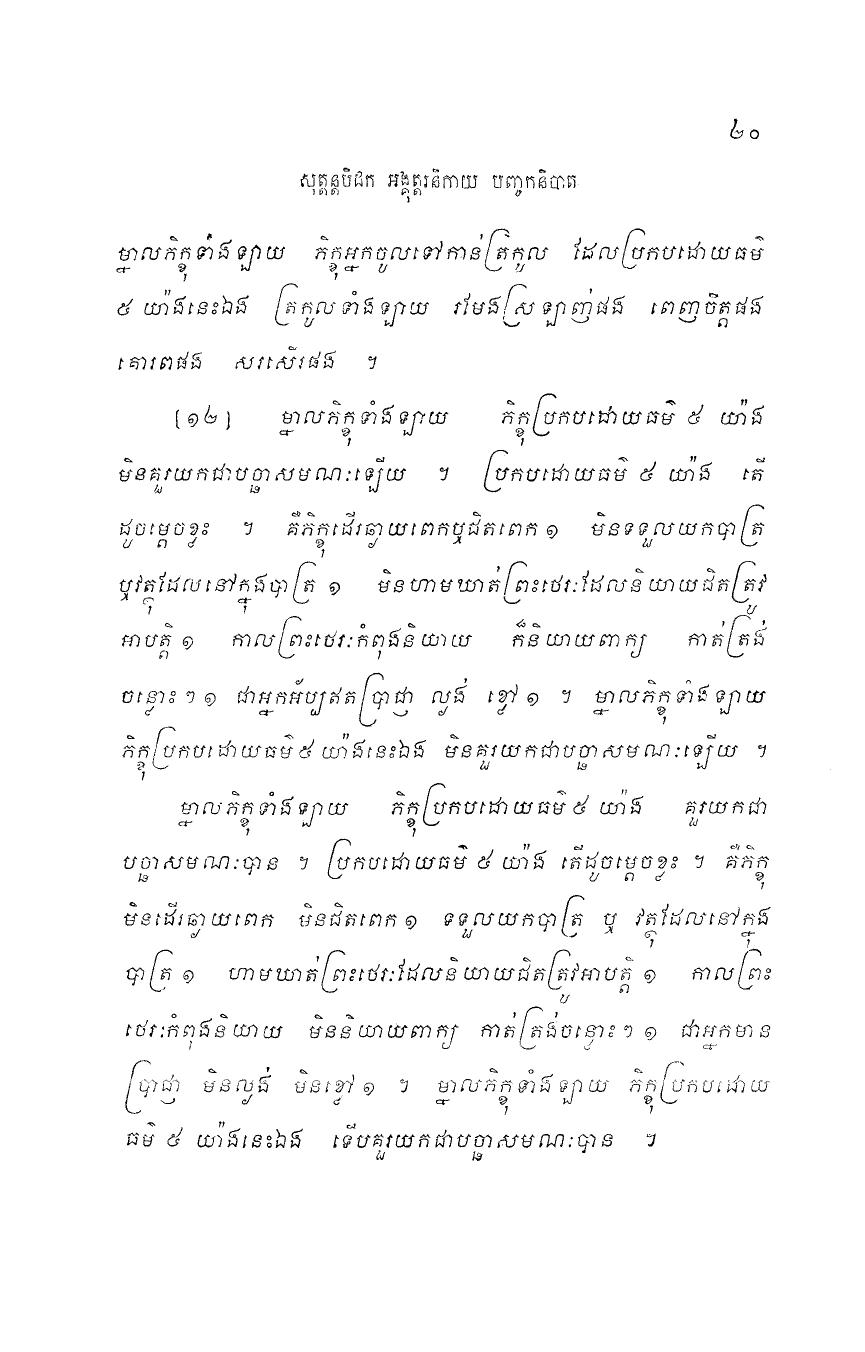 ២០
សុត្តន្តបិដក អង្គុត្តរនិកាយ បញ្ចកនិបាត
ម្នាលភិក្ខុទាំងឡាយ ភិក្ខុអ្នកចូលទៅកាន់ត្រកូល ដែលប្រកបដោយធម៌
៥ យ៉ាងនេះឯង ត្រកូលទាំងឡាយ រមែងស្រឡាញ់ផង ពេញចិត្តផង
គោរពផង សរសើរផង ។
[១២] ម្នាលភិក្ខុទាំងឡាយ ភិក្ខុប្រកបដោយធម៌ ៥ យ៉ាង
មិនគួរយកជាបច្ឆាសមណៈឡើយ ។ ប្រកបដោយធម៌ ៥ យ៉ាង តើ
ដូចម្តេចខ្លះ ។ គឺភិក្ខុដើរឆ្ងាយពេកឬជិតពេក ១ មិនទទួលយកបាត្រ
ឬវត្ថុដែលនៅក្នុងបាត្រ ១ មិនហាមឃាត់ព្រះថេរៈដែលនិយាយជិតត្រូវ
អាបត្តិ ១ កាលព្រះថេរៈកំពុងនិយាយ ក៏និយាយពាក្យ កាត់ត្រង់
ចន្លោះៗ ១ ជាអ្នកអ័ប្បឥតប្រាជ្ញា ល្ងង់ ខ្លៅ ១ ។ ម្នាលភិក្ខុទាំងឡាយ
ភិក្ខុប្រកបដោយធម៌ ៥ យ៉ាងនេះឯង មិនគួរយកជាបច្ឆាសមណៈឡើយ ។
ម្នាលភិក្ខុទាំងឡាយ ភិក្ខុប្រកបដោយធម៌ ៥ យ៉ាង គួរយកជា
បច្ឆាសមណៈបាន ។ ប្រកបដោយធម៌ ៥ យ៉ាង តើដូចម្តេចខ្លះ ។ គឺភិក្ខុ
មិនដើរឆ្ងាយពេក មិនជិតពេក ១ ទទួលយកបាត្រ ឬ វត្ថុដែលនៅក្នុង
បាត្រ ១ ហាមឃាត់ព្រះថេរៈដែលនិយាយជិតត្រូវអាបត្តិ ១ កាលព្រះ
ថេរៈកំពុងនិយាយ មិននិយាយពាក្យ កាត់ត្រង់ចន្លោះៗ ១ ជាអ្នកមាន
ប្រាជ្ញា មិនល្ងង់ មិនខ្លៅ ១ ។ ម្នាលភិក្ខុទាំងឡាយ ភិក្ខុប្រកបដោយ
ធម៌ ៥ យ៉ាងនេះឯង ទើបគួរយកជាបច្ឆាសមណៈបាន ។